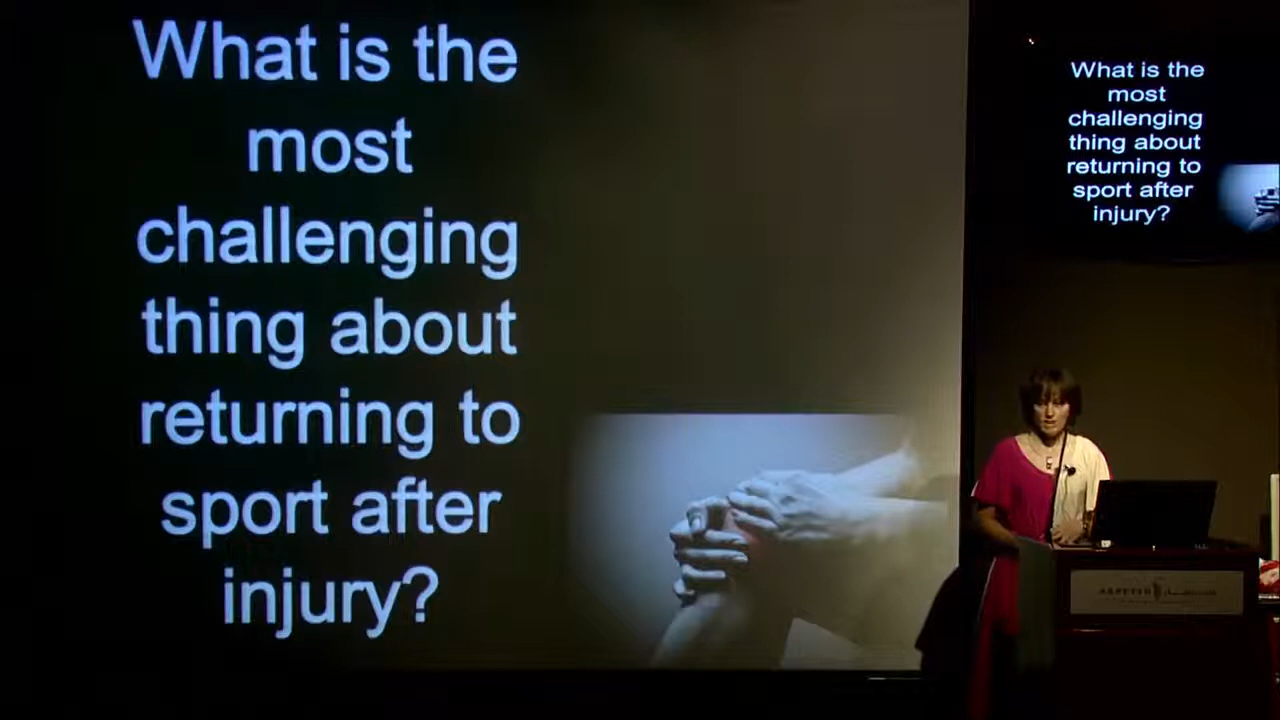 What is the
most
challenging
thing about
returning to
sport after
injury?
What is the
most
challenging
thing about
returning to
sport after
injury?
ASPETAR